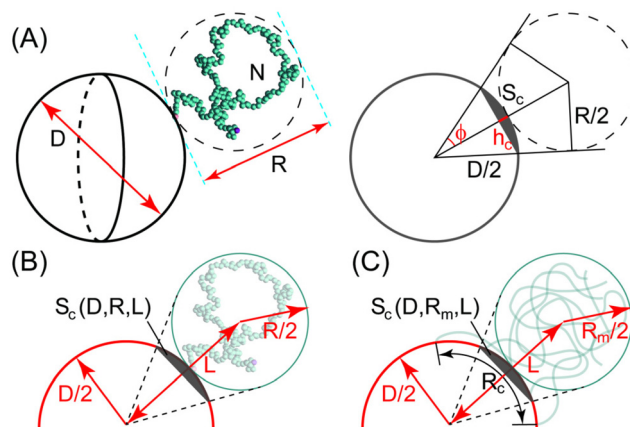 (A)
N
D
R
S_c
ϕ
h_c
R/2
D/2
(B)
S_c(D,R,L)
R/2
L
D/2
(C)
S_c(D,R_m,L)
R_m/2
L
R_c
D/2